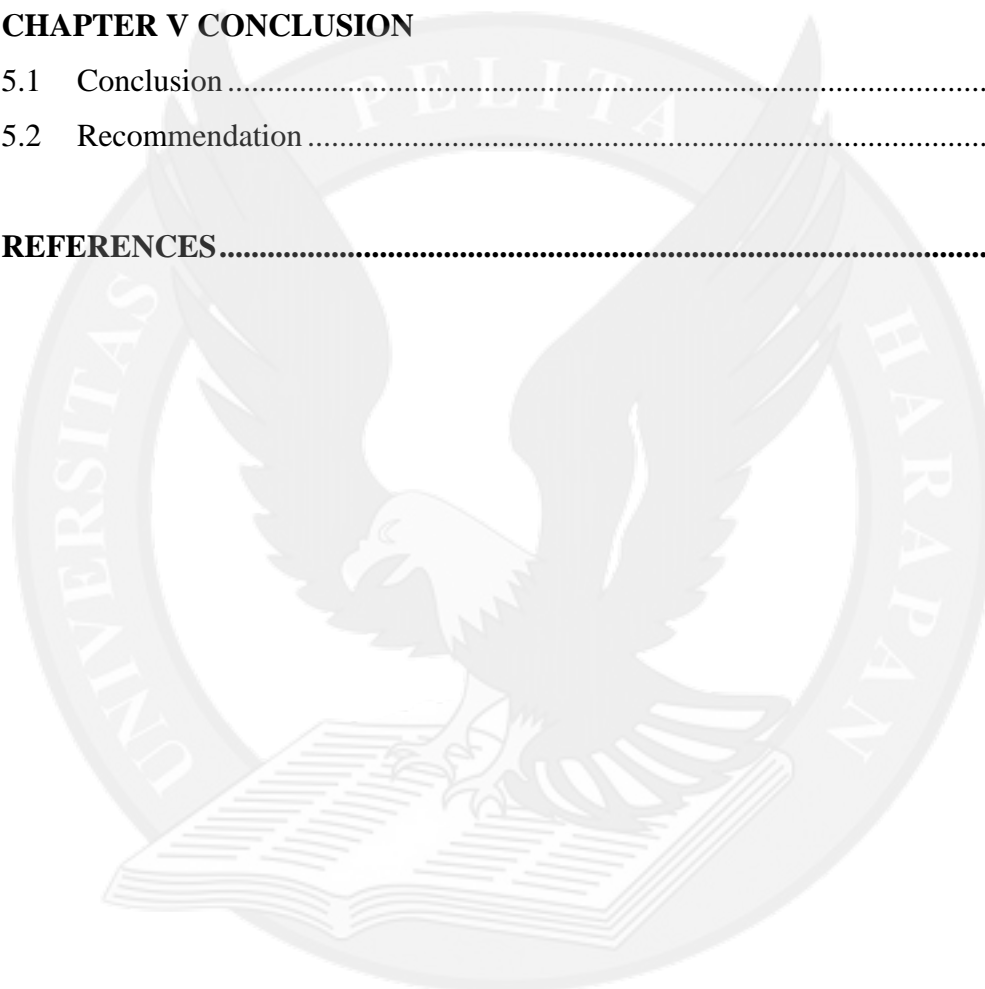 CHAPTER V CONCLUSION
5.1 Conclusion ........................................................................................
5.2 Recommendation ..............................................................................
REFERENCES ........................................................................................
UNIVERSITAS PELITA HARAPAN